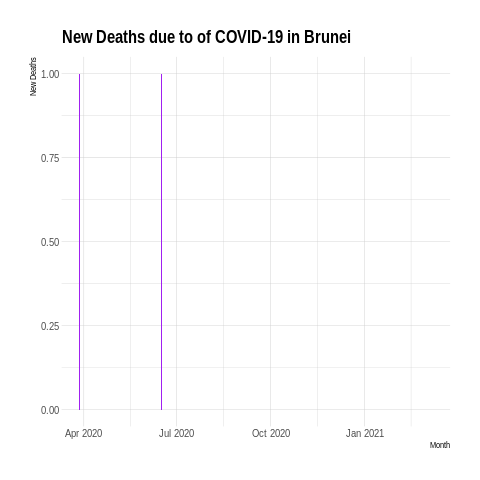 New Deaths due to of COVID-19 in Brunei
New Deaths
1.00
0.75
0.50
0.25
0.00
Apr 2020 Jul 2020 Oct 2020 Jan 2021
Month